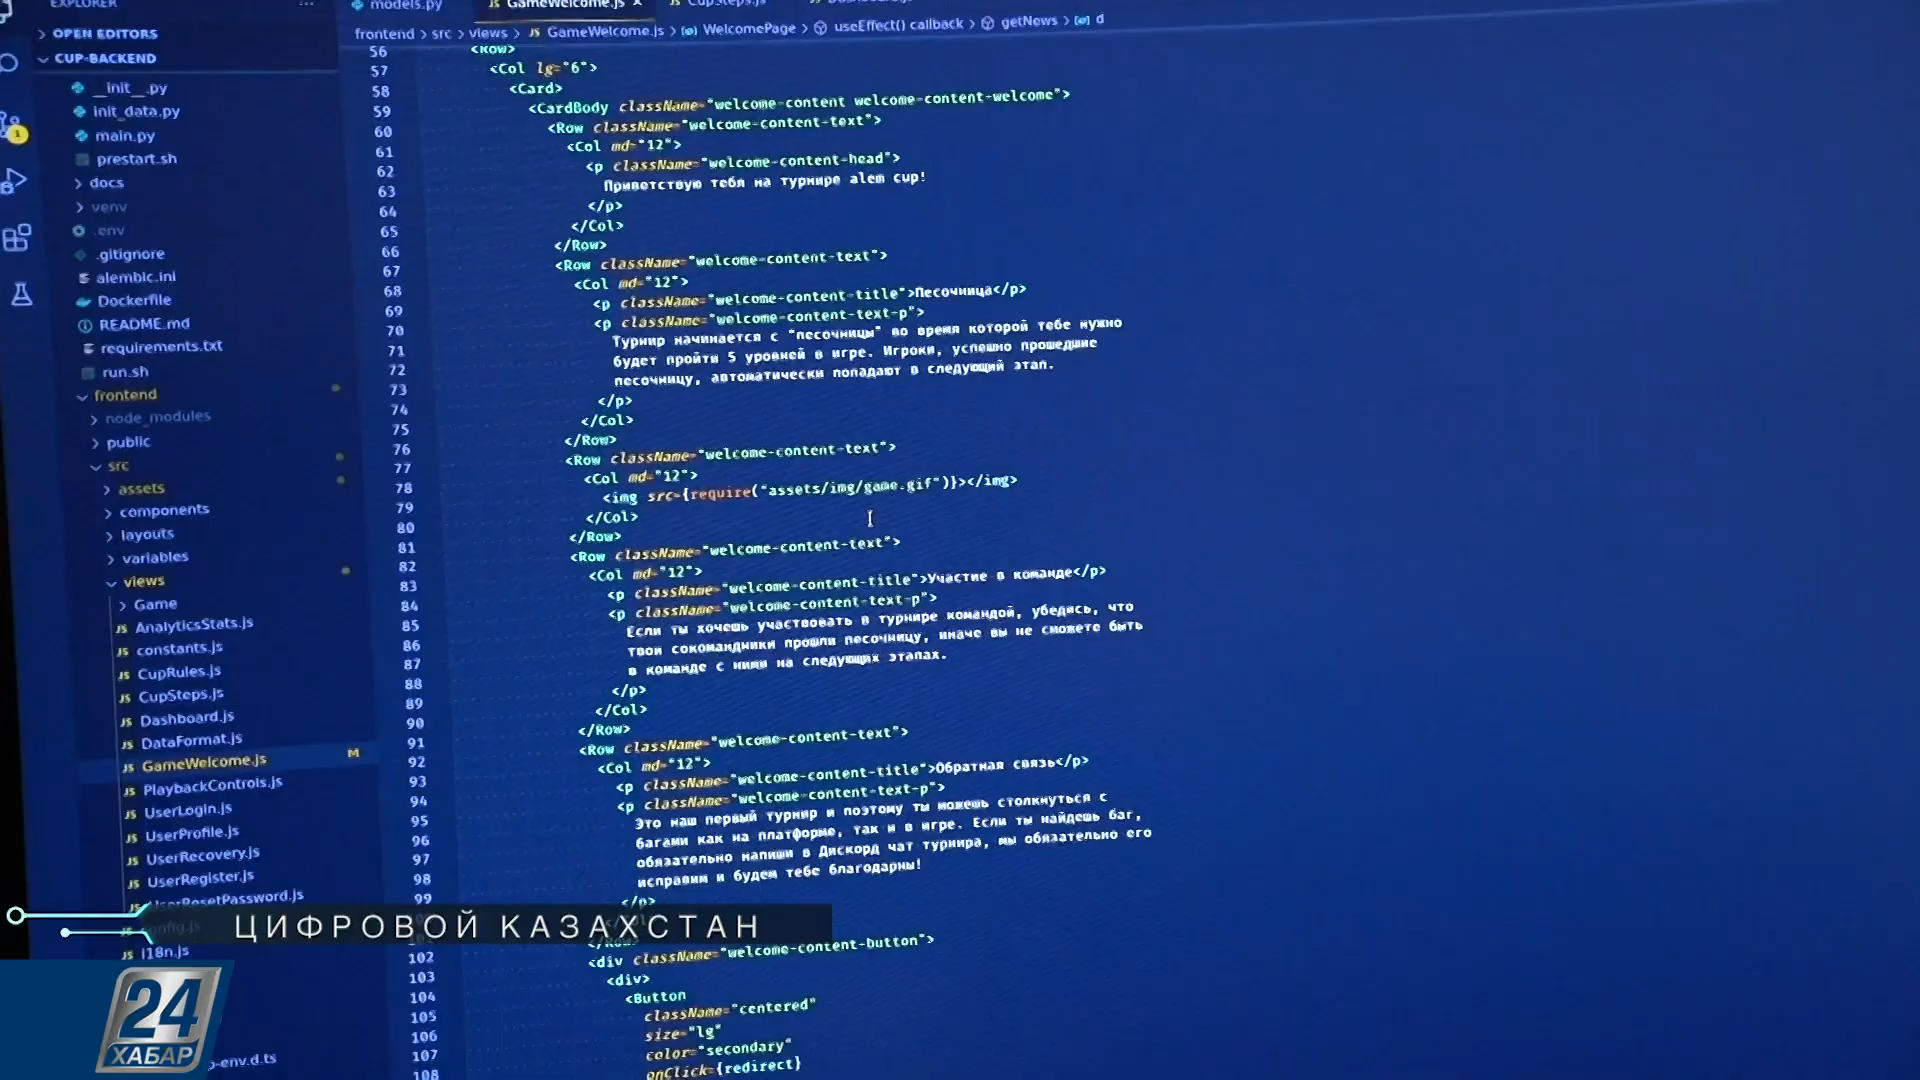 EXPLORER
models.py
GameWelcome.js ×
CupSteps.js
Dashboard.js
OPEN EDITORS
CUP-BACKEND
__init__.py
init_data.py
main.py
prestart.sh
docs
venv
.env
.gitignore
alembic.ini
Dockerfile
README.md
requirements.txt
run.sh
frontend
node_modules
public
src
assets
components
layouts
variables
views
Game
AnalyticsStats.js
constants.js
CupRules.js
CupSteps.js
Dashboard.js
DataFormat.js
GameWelcome.js M
PlaybackControls.js
UserLogin.js
UserProfile.js
UserRecovery.js
UserRegister.js
UserResetPassword.js
config.js
i18n.js
frontend > src > views > JS GameWelcome.js > WelcomePage > useEffect() callback > getNews > d
56 <Row>
57 <Col lg="6">
58 <Card>
59 <CardBody className="welcome-content welcome-content-welcome">
60 <Row className="welcome-content-text">
61 <Col md="12">
62 <p className="welcome-content-head">
63 Приветствую тебя на турнире alem cup!
64 </p>
65 </Col>
66 </Row>
67 <Row className="welcome-content-text">
68 <Col md="12">
69 <p className="welcome-content-title">Песочница</p>
70 <p className="welcome-content-text-p">
71 Турнир начинается с "песочницы" во время которой тебе нужно
72 будет пройти 5 уровней в игре. Игроки, успешно прошедшие
73 песочницу, автоматически попадают в следующий этап.
74 </p>
75 </Col>
76 </Row>
77 <Row className="welcome-content-text">
78 <Col md="12">
79 <img src={require("assets/img/game.gif")}></img>
80 </Col>
81 </Row>
82 <Row className="welcome-content-text">
83 <Col md="12">
84 <p className="welcome-content-title">Участие в команде</p>
85 <p className="welcome-content-text-p">
86 Если ты хочешь участвовать в турнире командой, убедись, что
87 твои сокомандники прошли песочницу, иначе вы не сможете быть
88 в команде с ними на следующих этапах.
89 </p>
90 </Col>
91 </Row>
92 <Row className="welcome-content-text">
93 <Col md="12">
94 <p className="welcome-content-title">Обратная связь</p>
95 <p className="welcome-content-text-p">
96 Это наш первый турнир и поэтому ты можешь столкнуться с
97 багами как на платформе, так и в игре. Если ты найдешь баг,
98 обязательно напиши в Дискорд чат турнира, мы обязательно его
99 исправим и будем тебе благодарны!
</p>
</Row>
102 <div className="welcome-content-button">
103 <div>
104 <Button
105 className="centered"
106 size="lg"
107 color="secondary"
108 onClick={redirect}
ЦИФРОВОЙ КАЗАХСТАН
24
ХАБАР
-env.d.ts